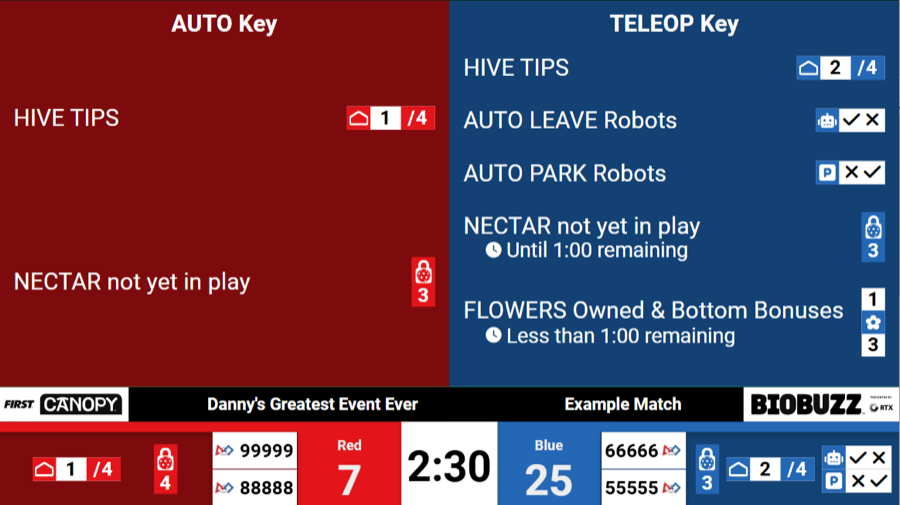 AUTO Key
HIVE TIPS 1 /4
NECTAR not yet in play 3
TELEOP Key
HIVE TIPS 2 /4
AUTO LEAVE Robots
AUTO PARK Robots P
NECTAR not yet in play 3
Until 1:00 remaining
FLOWERS Owned & Bottom Bonuses 1 3
Less than 1:00 remaining
FIRST CANOPY Danny's Greatest Event Ever Example Match BIOBUZZ PRESENTED BY RTX
1 /4 4
99999
88888
Red
7
2:30
Blue
25
66666
55555
3 2 /4
P